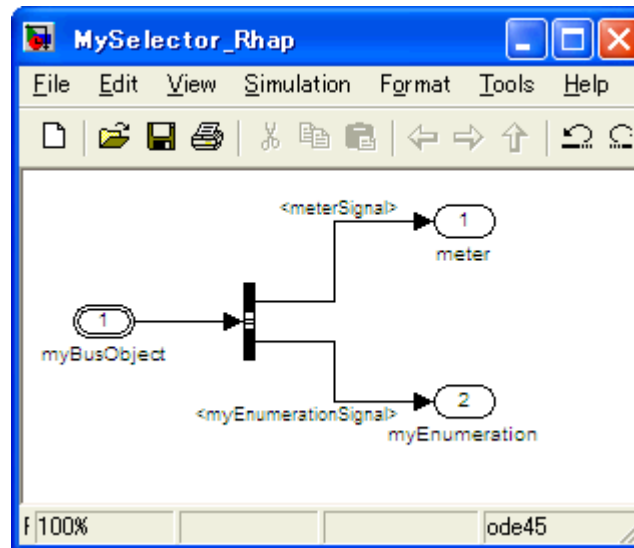 MySelector_Rhap
File Edit View Simulation Format Tools Help
<meterSignal>
1
meter
1
myBusObject
<myEnumerationSignal>
2
myEnumeration
100%
ode45